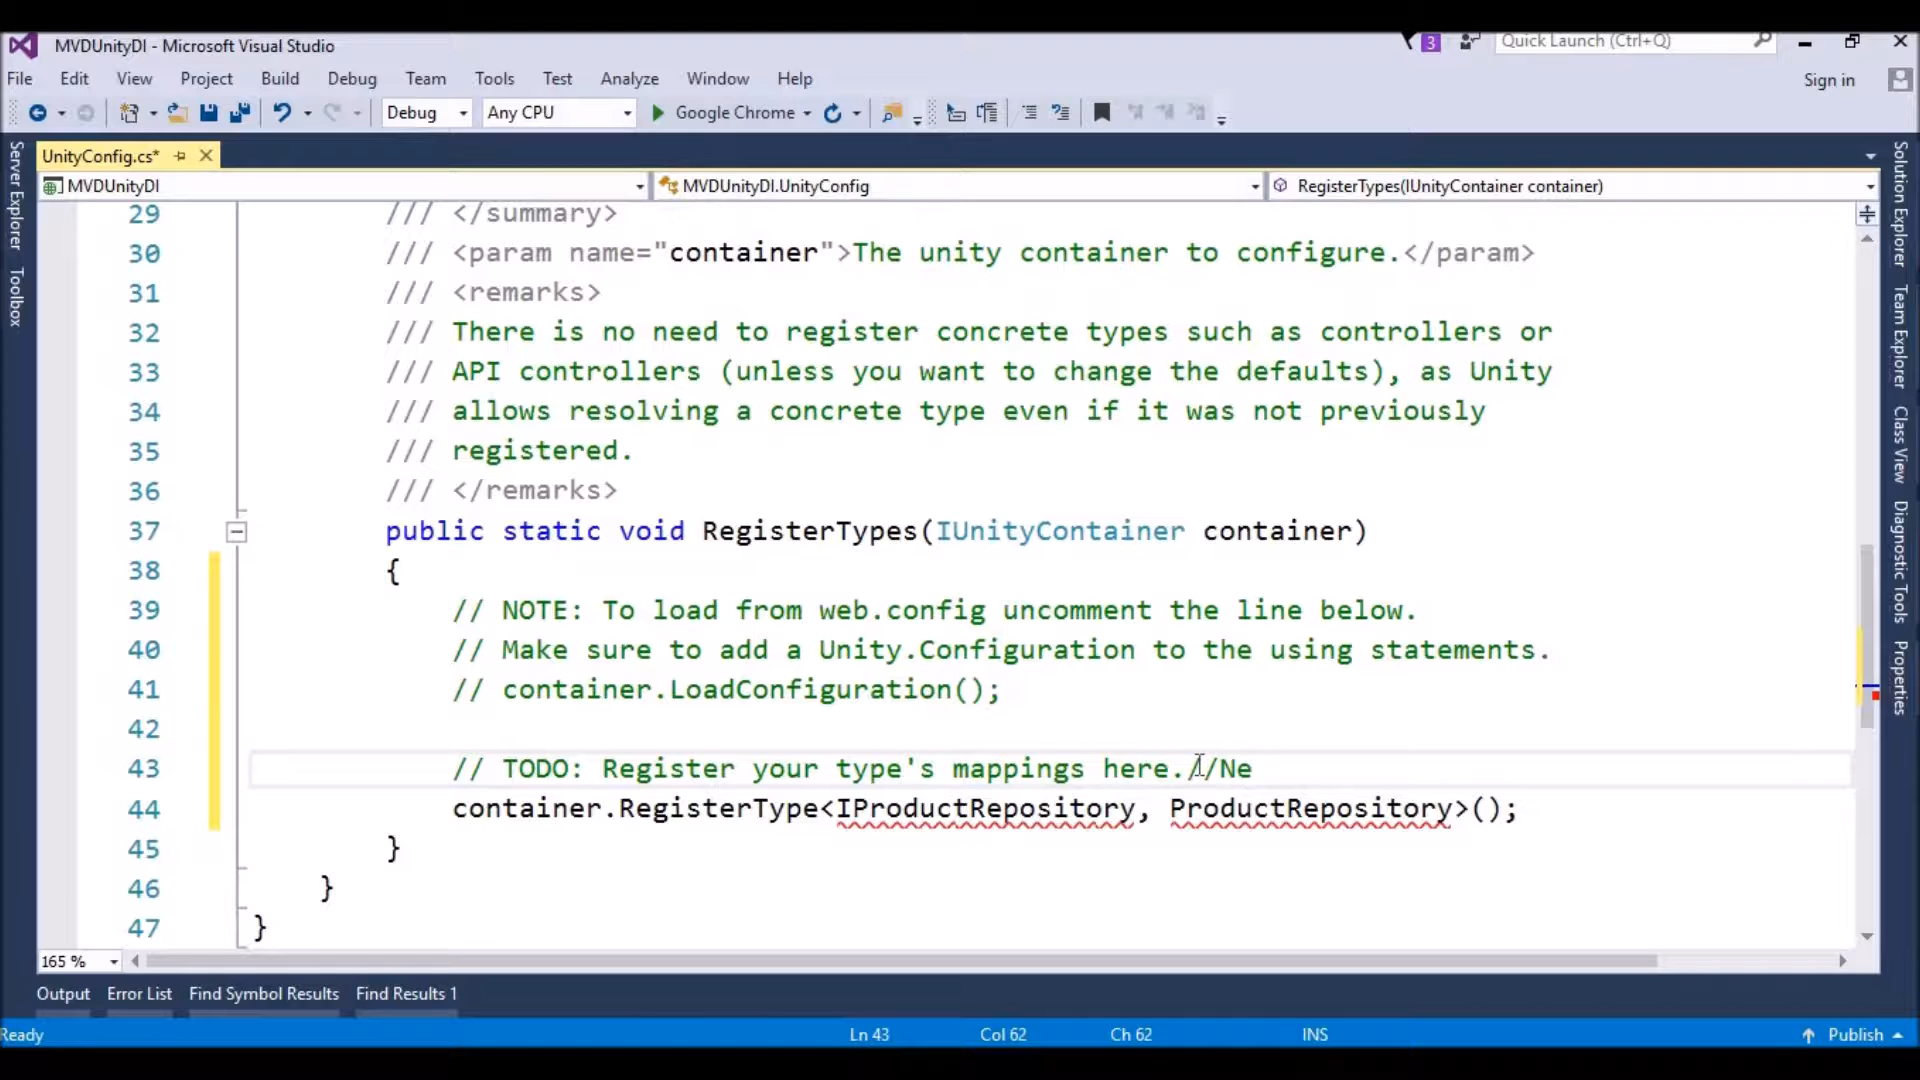 MVDUnityDI - Microsoft Visual Studio
3
Quick Launch (Ctrl+Q)
File Edit View Project Build Debug Team Tools Test Analyze Window Help
Sign in
Debug Any CPU Google Chrome
UnityConfig.cs*
MVDUnityDI MVDUnityDI.UnityConfig RegisterTypes(IUnityContainer container)
Server Explorer
Toolbox
29 /// </summary>
30 /// <param name="container">The unity container to configure.</param>
31 /// <remarks>
32 /// There is no need to register concrete types such as controllers or
33 /// API controllers (unless you want to change the defaults), as Unity
34 /// allows resolving a concrete type even if it was not previously
35 /// registered.
36 /// </remarks>
37 public static void RegisterTypes(IUnityContainer container)
38 {
39 // NOTE: To load from web.config uncomment the line below.
40 // Make sure to add a Unity.Configuration to the using statements.
41 // container.LoadConfiguration();
42
43 // TODO: Register your type's mappings here.//Ne
44 container.RegisterType<IProductRepository, ProductRepository>();
45 }
46 }
47 }
Solution Explorer
Team Explorer
Class View
Diagnostic Tools
Properties
165 %
Output Error List Find Symbol Results Find Results 1
Ready Ln 43 Col 62 Ch 62 INS Publish